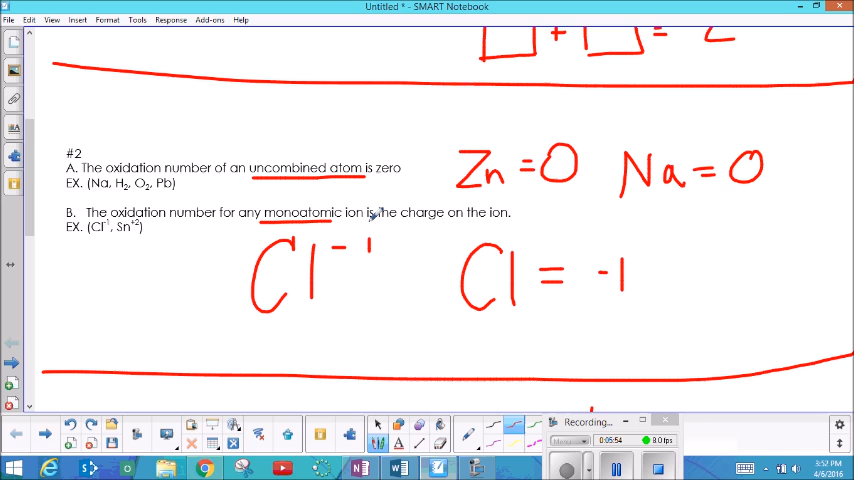 Untitled * - SMART Notebook
File Edit View Insert Format Tools Response Add-ons Help
□ + □ = 2
#2
A. The oxidation number of an uncombined atom is zero
EX. (Na, H₂, O₂, Pb)
Zn = 0 Na = 0
B. The oxidation number for any monoatomic ion is the charge on the ion.
EX. (Cl⁻¹, Sn⁺²)
Cl⁻¹ Cl = -1
Recording...
Menu 0:05:54 8.0 fps
3:52 PM
4/6/2016